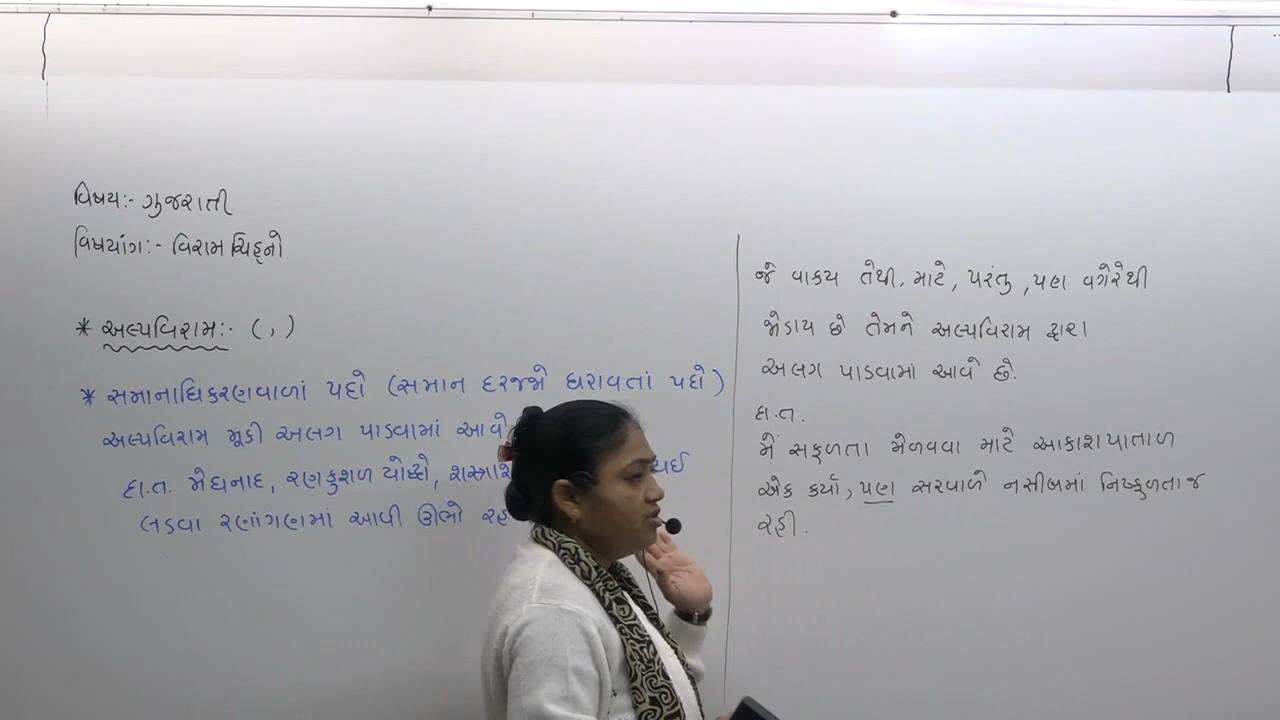 વિષય:- ગુજરાતી
વિષયાંગ:- વિરામ ચિહ્નો
* અલ્પવિરામ:- ( , )
* સમાનાધિકરણવાળાં પદો (સમાન દરજ્જો ધરાવતાં પદો)
અલ્પવિરામ મૂકી અલગ પાડવામાં આવે
દા.ત. મેઘનાદ, રણકુશળ યોદ્ધો, થઈ
લડવા રણાંગણમાં આવી ઊભો
જે વાક્ય તેથી, માટે, પરંતુ, પણ વગેરેથી
જોડાય છે તેમને અલ્પવિરામ દ્વારા
અલગ પાડવામાં આવે છે.
દા.ત.
મેં સફળતા મેળવવા માટે આકાશપાતાળ
એક કર્યાં, પણ સરવાળે નસીબમાં નિષ્ફળતા જ
રહી.